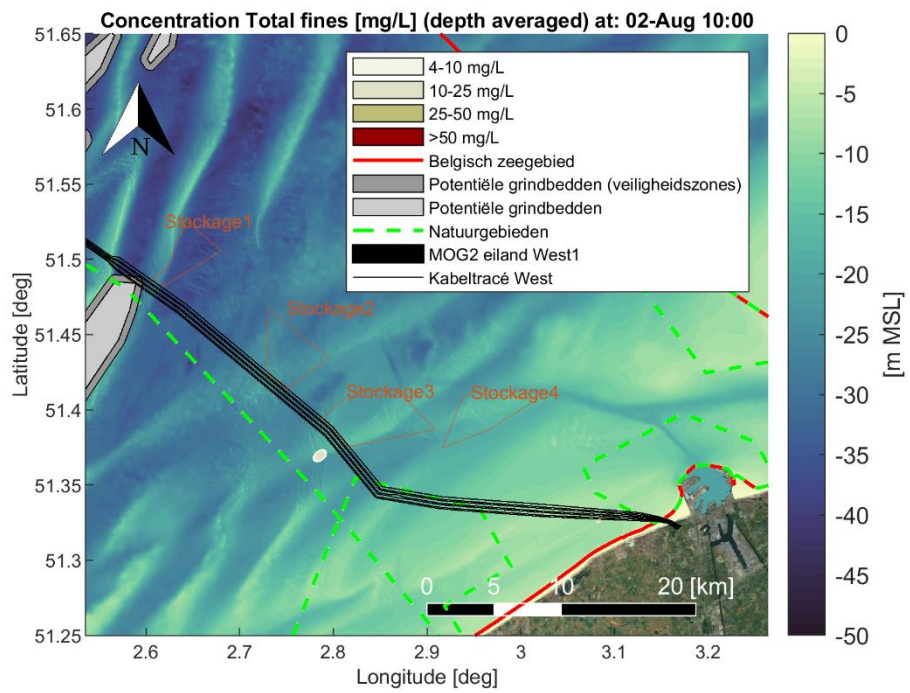 Concentration Total fines [mg/L] (depth averaged) at: 02-Aug 10:00
51.65
51.6
51.55
51.5
51.45
51.4
51.35
51.3
51.25
Latitude [deg]
N
4-10 mg/L
10-25 mg/L
25-50 mg/L
>50 mg/L
Belgisch zeegebied
Potentiële grindbedden (veiligheidszones)
Potentiële grindbedden
Natuurgebieden
MOG2 eiland West1
Kabeltracé West
Stockage1
Stockage2
Stockage3
Stockage4
0 5 10 20 [km]
2.6 2.7 2.8 2.9 3 3.1 3.2
Longitude [deg]
0
-5
-10
-15
-20
-25
-30
-35
-40
-45
-50
[m MSL]